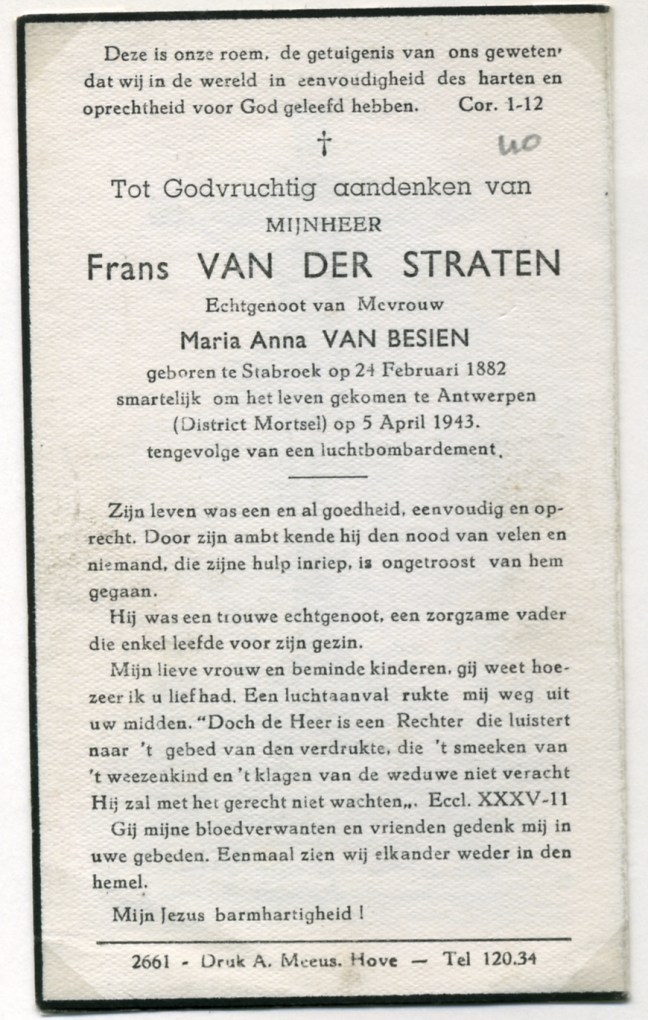 Deze is onze roem, de getuigenis van ons geweten,
dat wij in de wereld in eenvoudigheid des harten en
oprechtheid voor God geleefd hebben. Cor. 1-12
†
40
Tot Godvruchtig aandenken van
MIJNHEER
Frans VAN DER STRATEN
Echtgenoot van Mevrouw
Maria Anna VAN BESIEN
geboren te Stabroek op 24 Februari 1882
smartelijk om het leven gekomen te Antwerpen
(District Mortsel) op 5 April 1943.
tengevolge van een luchtbombardement.
Zijn leven was een en al goedheid, eenvoudig en op-
recht. Door zijn ambt kende hij den nood van velen en
niemand, die zijne hulp inriep, is ongetroost van hem
gegaan.
Hij was een trouwe echtgenoot, een zorgzame vader
die enkel leefde voor zijn gezin.
Mijn lieve vrouw en beminde kinderen, gij weet hoe-
zeer ik u lief had. Een luchtaanval rukte mij weg uit
uw midden. “Doch de Heer is een Rechter die luistert
naar 't gebed van den verdrukte, die 't smeeken van
't weezenkind en 't klagen van de weduwe niet veracht
Hij zal met het gerecht niet wachten„. Eccl. XXXV-11
Gij mijne bloedverwanten en vrienden gedenk mij in
uwe gebeden. Eenmaal zien wij elkander weder in den
hemel.
Mijn Jezus barmhartigheid !
2661 - Druk A. Meeus. Hove — Tel 120.34